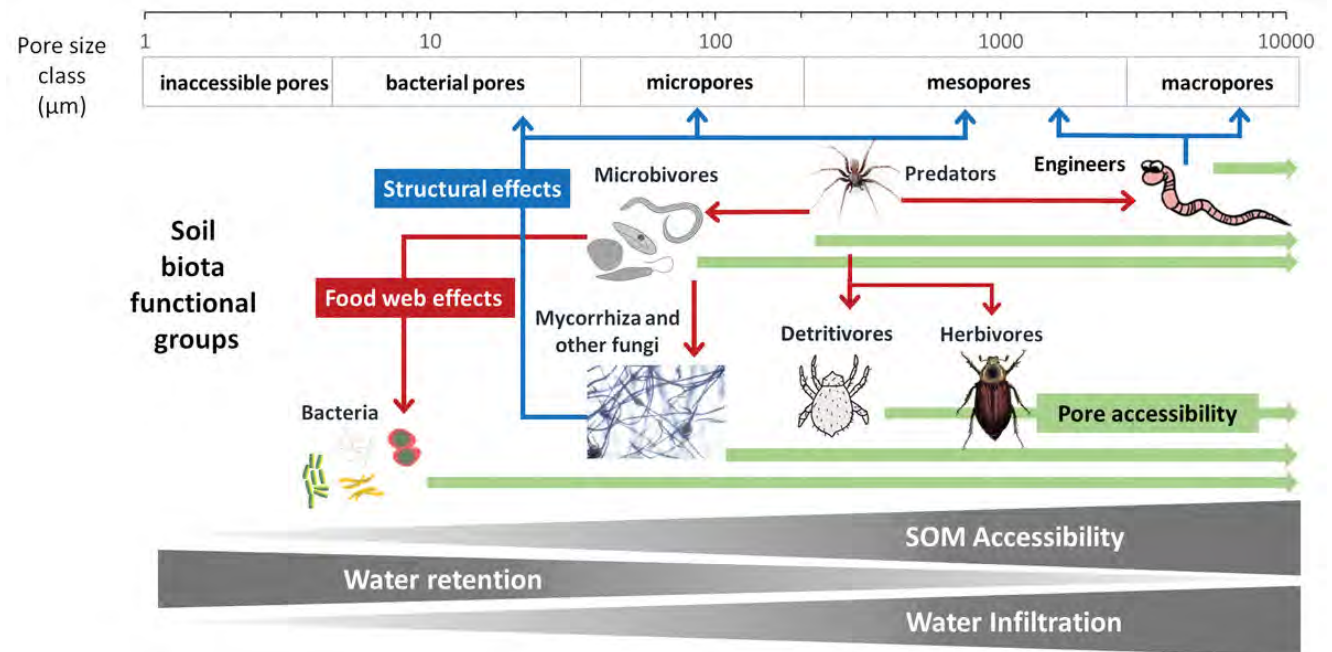 Pore size
class
(μm)
1 10 100 1000 10000
inaccessible pores bacterial pores micropores mesopores macropores
Structural effects
Microbivores
Predators
Engineers
Soil
biota
functional
groups
Food web effects
Mycorrhiza and
other fungi
Detritivores
Herbivores
Bacteria
Pore accessibility
SOM Accessibility
Water retention
Water Infiltration